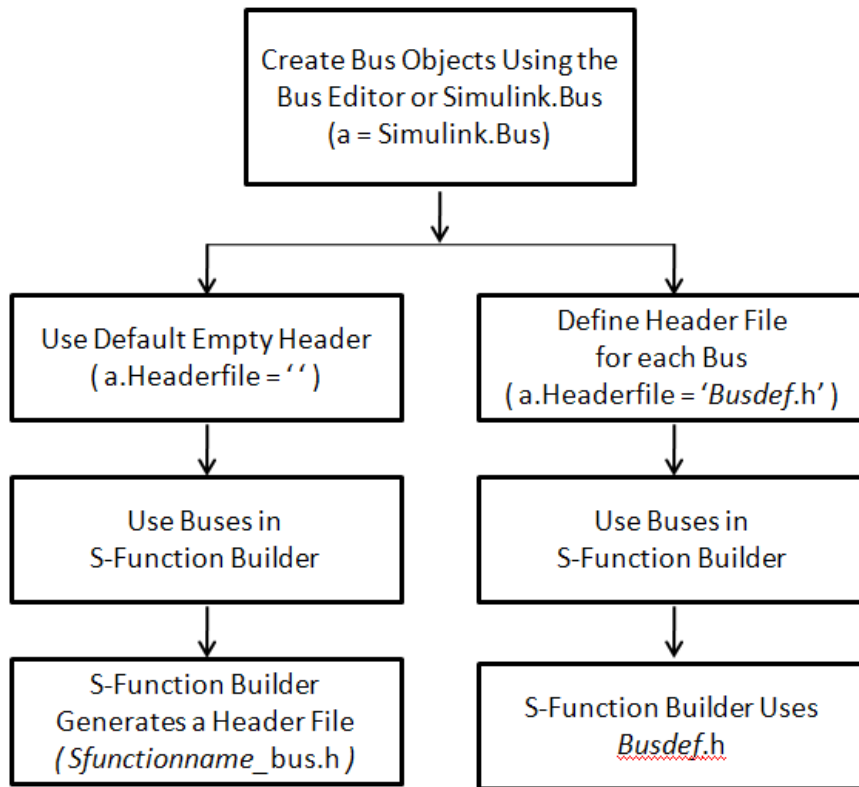 Create Bus Objects Using the
Bus Editor or Simulink.Bus
(a = Simulink.Bus)
Use Default Empty Header
( a.Headerfile = ‘ ‘ )
Define Header File
for each Bus
( a.Headerfile = ‘Busdef.h’ )
Use Buses in
S-Function Builder
Use Buses in
S-Function Builder
S-Function Builder
Generates a Header File
( Sfunctionname_bus.h )
S-Function Builder Uses
Busdef.h